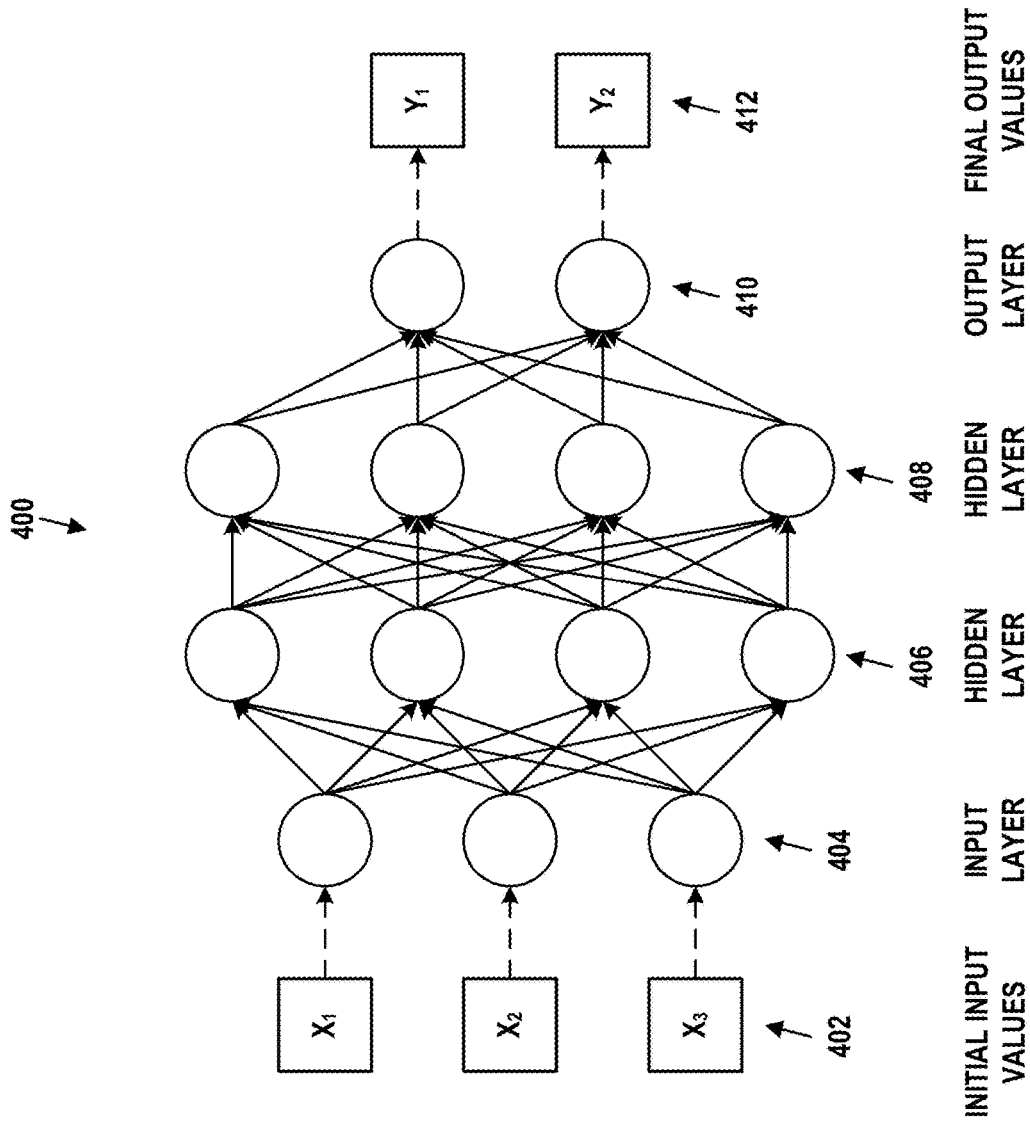 400
X₁
X₂
X₃
Y₁
Y₂
402
404
406
408
410
412
INITIAL INPUT
VALUES
INPUT
LAYER
HIDDEN
LAYER
HIDDEN
LAYER
OUTPUT
LAYER
FINAL OUTPUT
VALUES